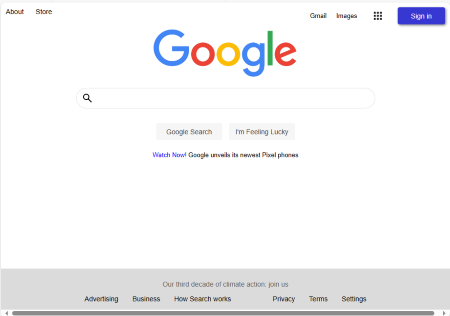 About Store Gmail Images Sign in
Google
Google Search I'm Feeling Lucky
Watch Now! Google unveils its newest Pixel phones
Our third decade of climate action: join us
Advertising Business How Search works Privacy Terms Settings